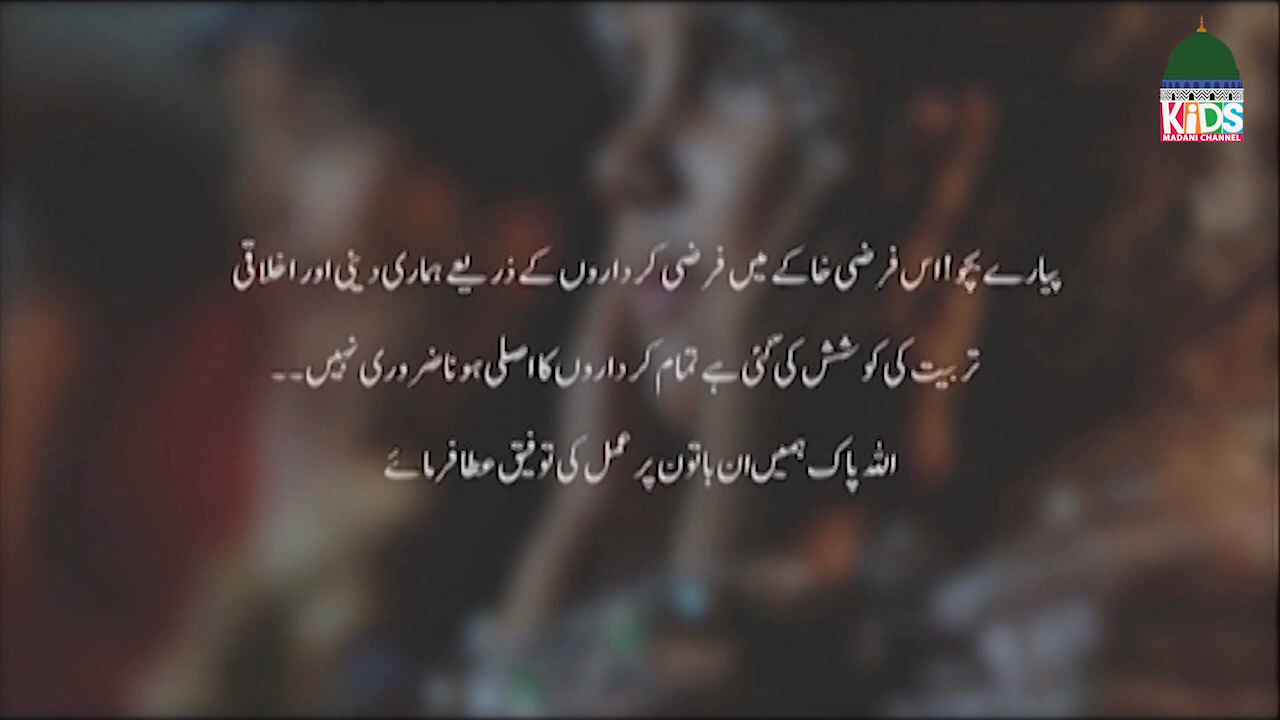 KiDS
MADANI CHANNEL
پیارے بچو! اس فرضی خاکے میں فرضی کرداروں کے ذریعے ہماری دینی اور اخلاقی
تربیت کی کوشش کی گئی ہے تمام کرداروں کا اصلی ہونا ضروری نہیں۔۔
اللہ پاک ہمیں ان باتون پر عمل کی توفیق عطا فرمائے